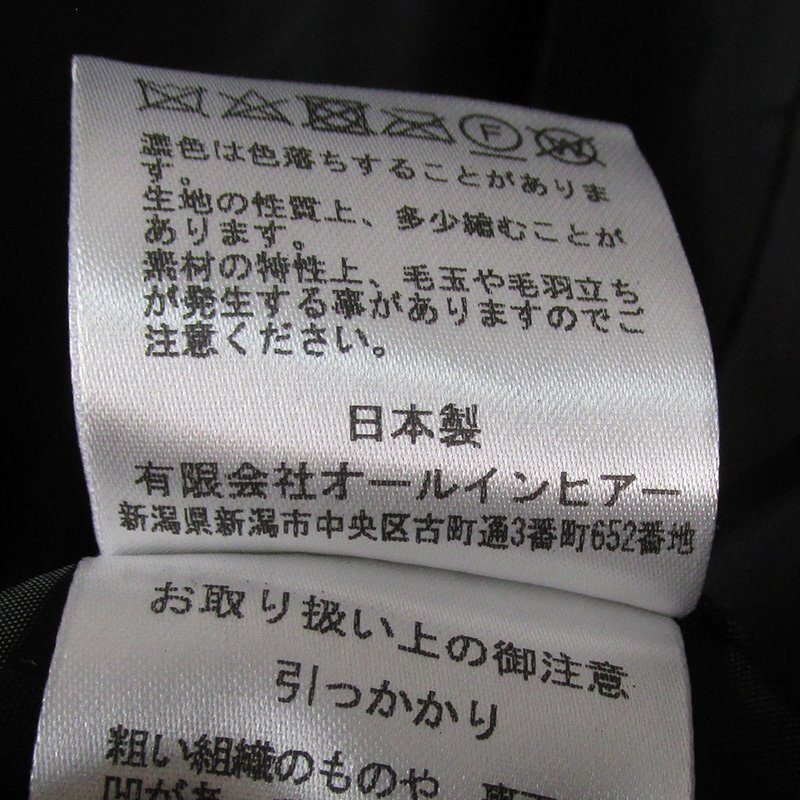 F
W
濃色は色落ちすることがありま
す。
生地の性質上、多少縮むことが
あります。
素材の特性上、毛玉や毛羽立ち
が発生する事がありますのでご
注意ください。
日本製
有限会社オールインヒアー
新潟県新潟市中央区古町通3番町652番地
お取り扱い上の御注意
引っかかり
粗い組織のものや、
凹があ